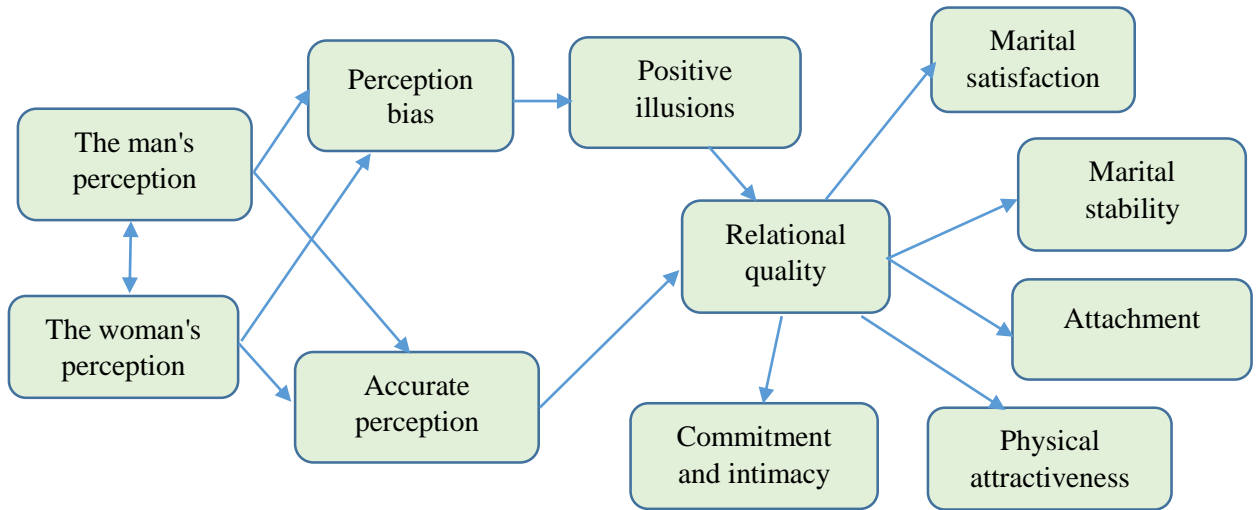 The man's
perception
The woman's
perception
Perception
bias
Accurate
perception
Positive
illusions
Relational
quality
Marital
satisfaction
Marital
stability
Attachment
Physical
attractiveness
Commitment
and intimacy